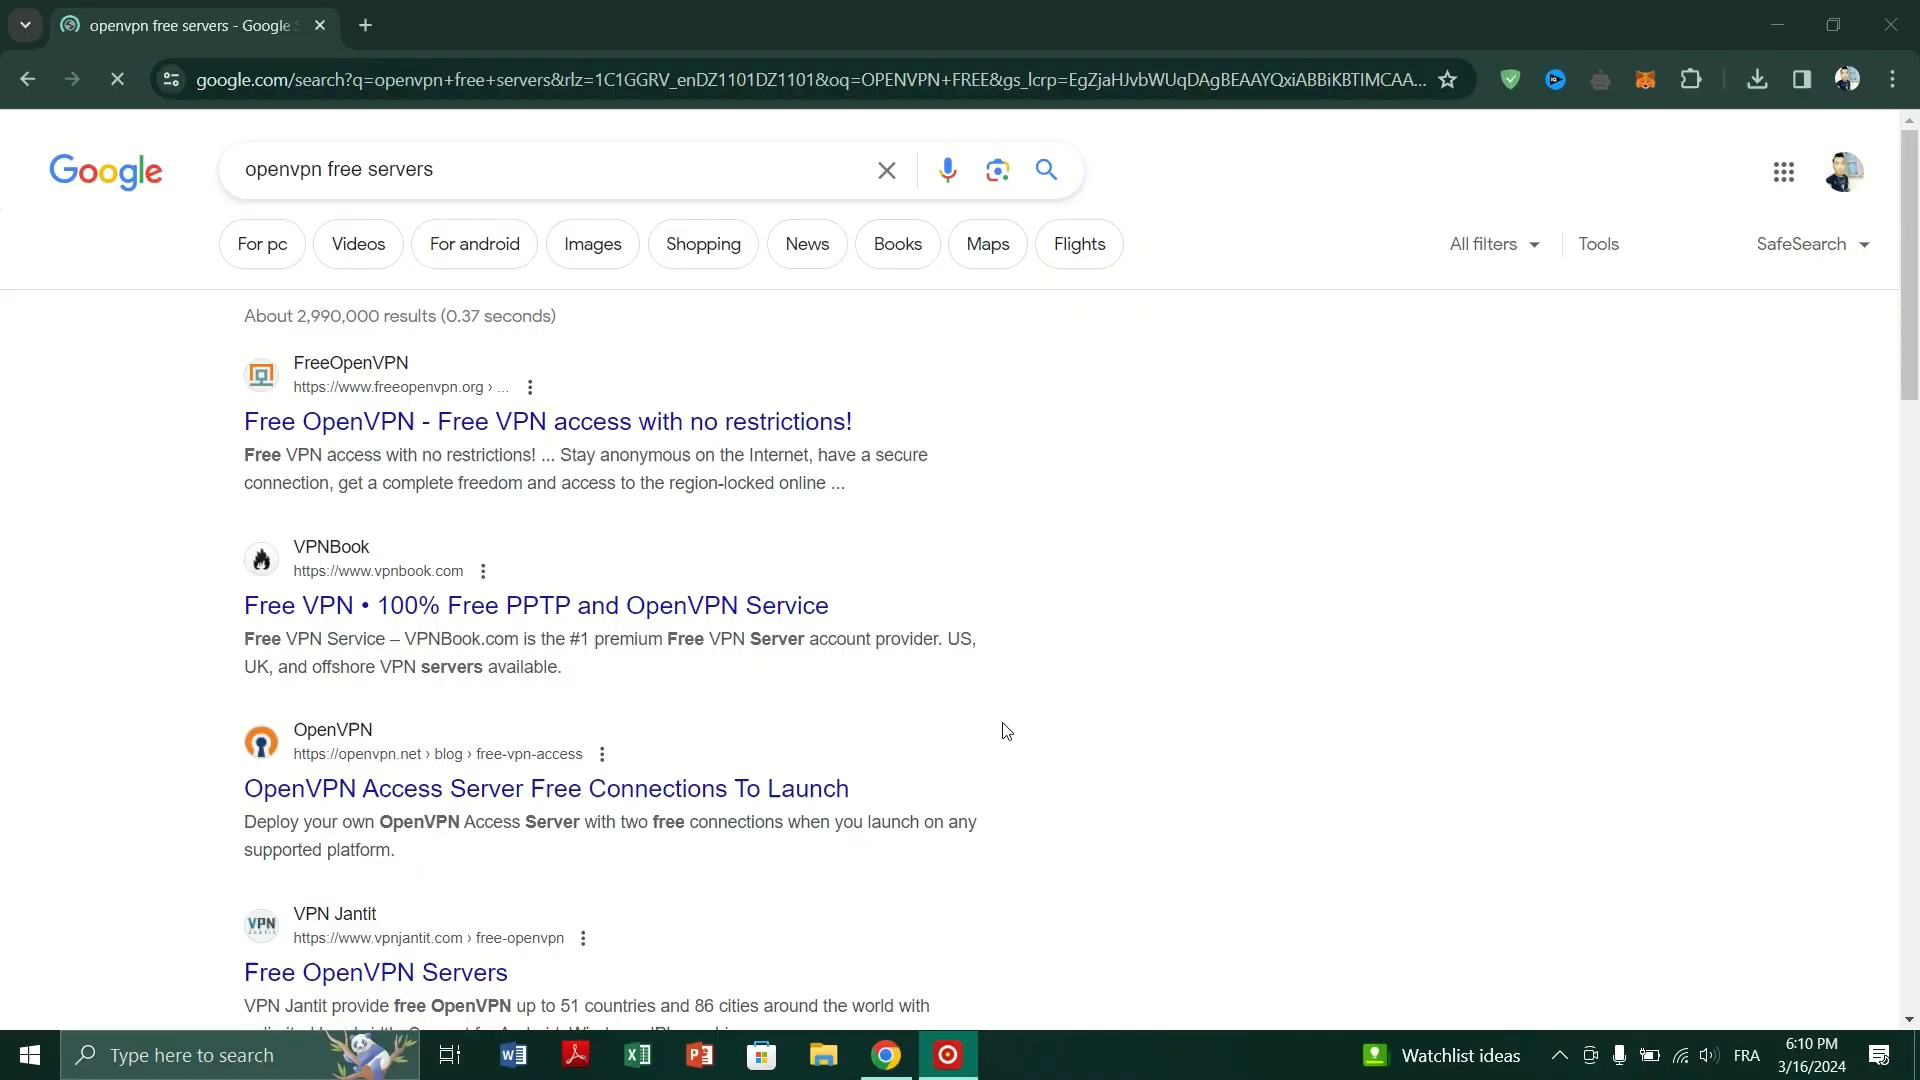 openvpn free servers - Google
google.com/search?q=openvpn+free+servers&rlz=1C1GGRV_enDZ1101DZ1101&oq=OPENVPN+FREE&gs_lcrp=EgZjaHJvbWUqDAgBEAAYQxiABBiKBTIMCAA...
Google
openvpn free servers
For pc
Videos
For android
Images
Shopping
News
Books
Maps
Flights
All filters
Tools
SafeSearch
About 2,990,000 results (0.37 seconds)
FreeOpenVPN
https://www.freeopenvpn.org › ...
Free OpenVPN - Free VPN access with no restrictions!
Free VPN access with no restrictions! ... Stay anonymous on the Internet, have a secure
connection, get a complete freedom and access to the region-locked online ...
VPNBook
https://www.vpnbook.com
Free VPN • 100% Free PPTP and OpenVPN Service
Free VPN Service – VPNBook.com is the #1 premium Free VPN Server account provider. US,
UK, and offshore VPN servers available.
OpenVPN
https://openvpn.net › blog › free-vpn-access
OpenVPN Access Server Free Connections To Launch
Deploy your own OpenVPN Access Server with two free connections when you launch on any
supported platform.
VPN Jantit
VPN Jantit
https://www.vpnjantit.com › free-openvpn
Free OpenVPN Servers
VPN Jantit provide free OpenVPN up to 51 countries and 86 cities around the world with
Type here to search
Watchlist ideas
FRA
6:10 PM
3/16/2024